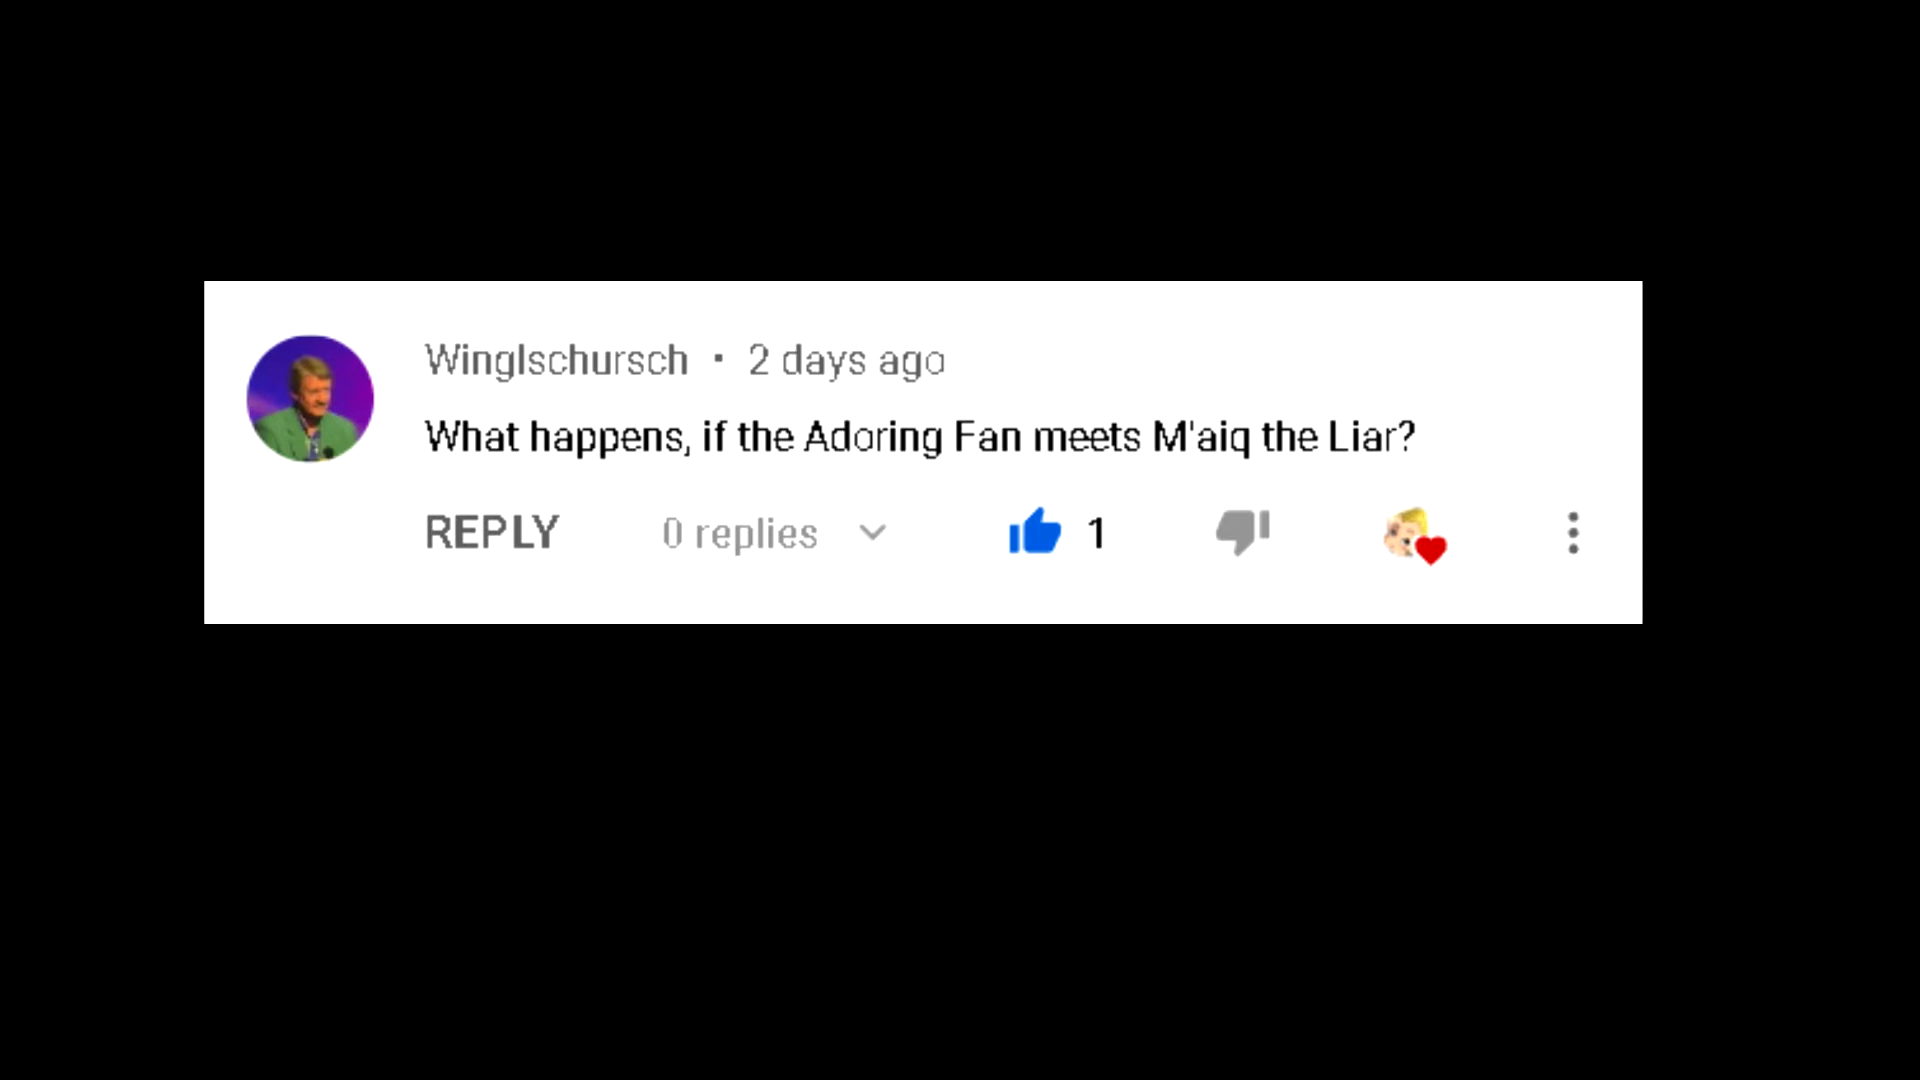 Winglschursch · 2 days ago
What happens, if the Adoring Fan meets M'aiq the Liar?
REPLY 0 replies 1